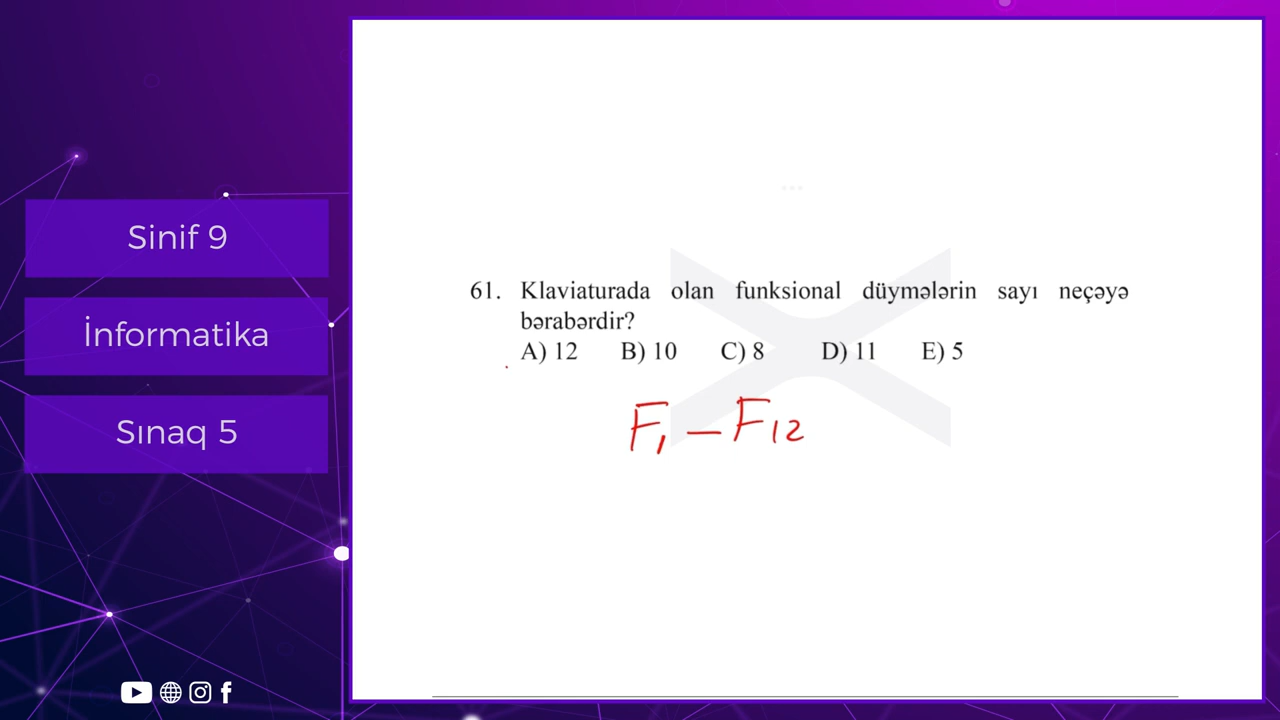 Sinif 9
İnformatika
Sınaq 5
61. Klaviaturada olan funksional düymələrin sayı neçəyə
bərabərdir?
A) 12 B) 10 C) 8 D) 11 E) 5
F1 – F12